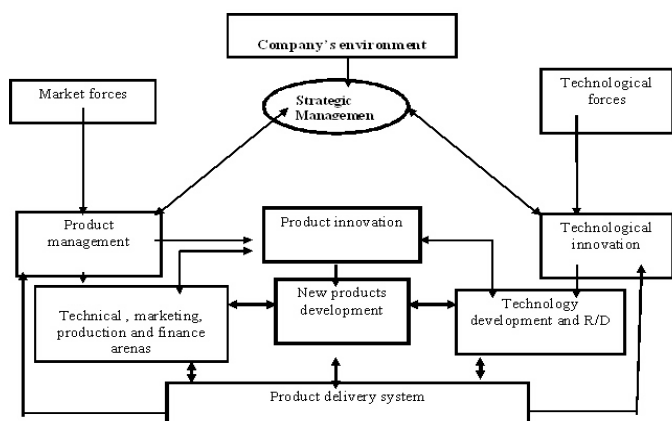 Company's environment
Market forces
Strategic
Managemen
Technological
forces
Product
management
Product innovation
Technological
innovation
Technical , marketing,
production and finance
arenas
New products
development
Technology
development and R/D
Product delivery system